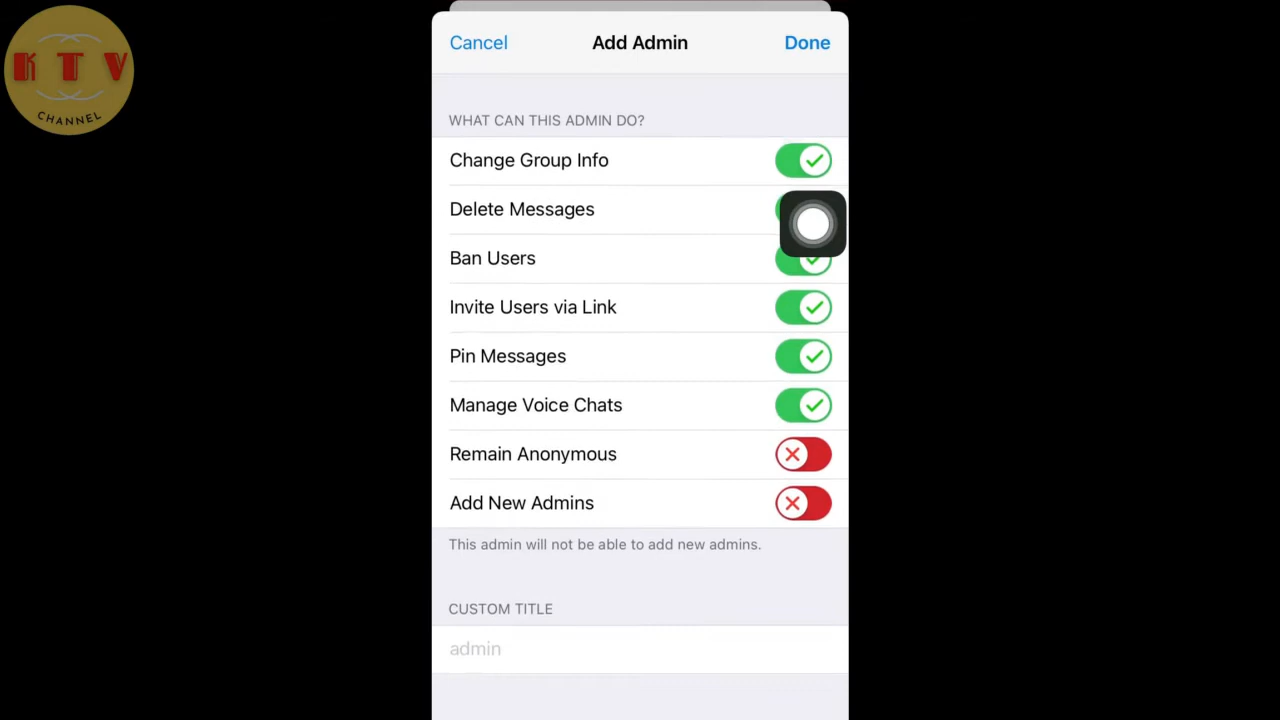 K T V
CHANNEL
Cancel Add Admin Done
WHAT CAN THIS ADMIN DO?
Change Group Info
Delete Messages
Ban Users
Invite Users via Link
Pin Messages
Manage Voice Chats
Remain Anonymous
Add New Admins
This admin will not be able to add new admins.
CUSTOM TITLE
admin